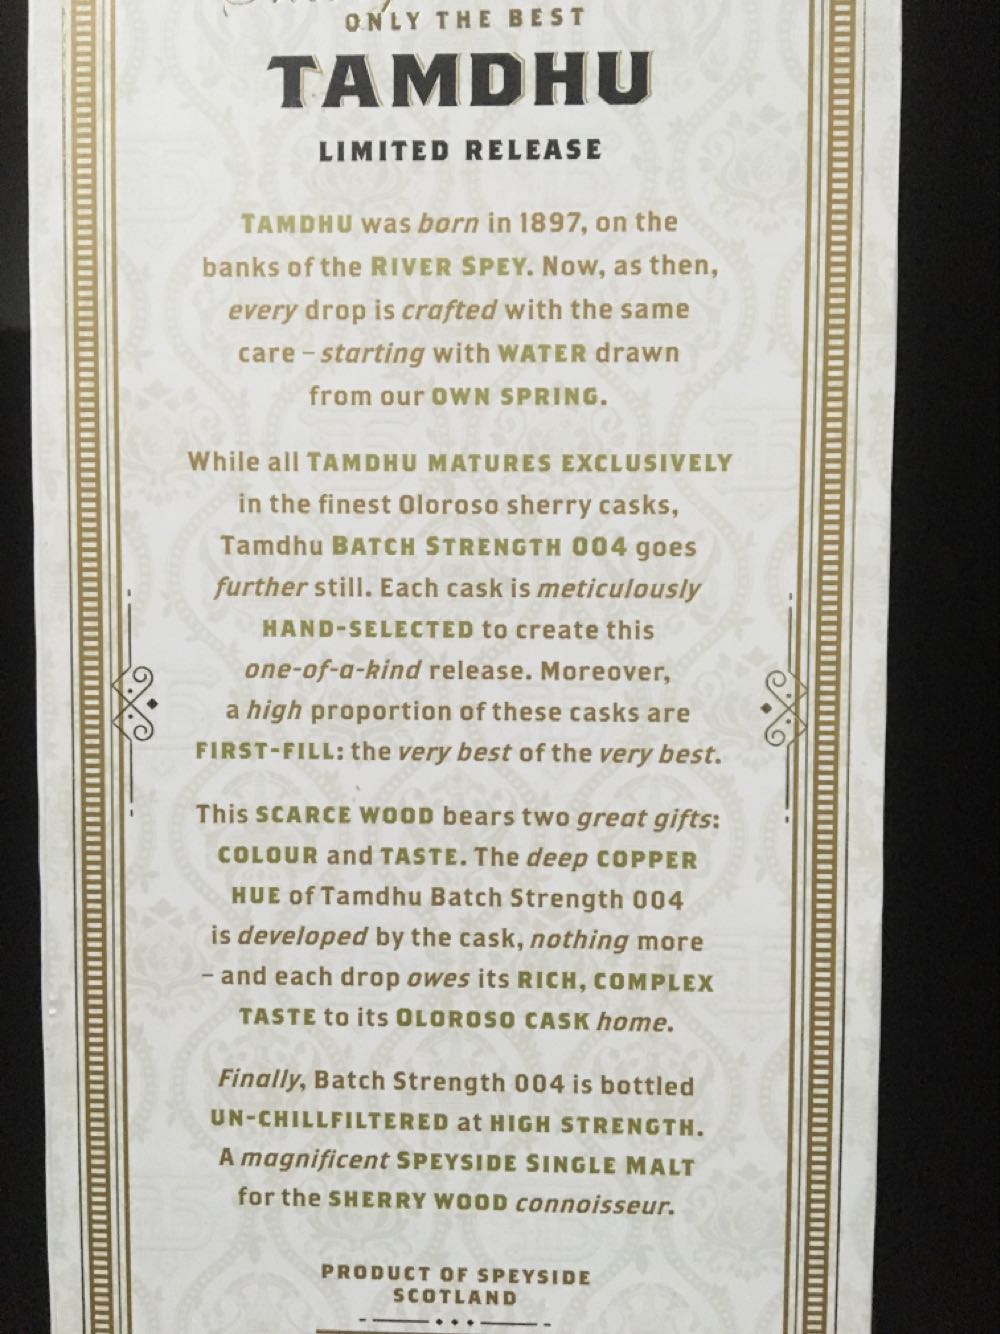 ONLY THE BEST
TAMDHU
LIMITED RELEASE
TAMDHU was born in 1897, on the
banks of the RIVER SPEY. Now, as then,
every drop is crafted with the same
care – starting with WATER drawn
from our OWN SPRING.
While all TAMDHU MATURES EXCLUSIVELY
in the finest Oloroso sherry casks,
Tamdhu BATCH STRENGTH 004 goes
further still. Each cask is meticulously
HAND-SELECTED to create this
one-of-a-kind release. Moreover,
a high proportion of these casks are
FIRST-FILL: the very best of the very best.
This SCARCE WOOD bears two great gifts:
COLOUR and TASTE. The deep COPPER
HUE of Tamdhu Batch Strength 004
is developed by the cask, nothing more
– and each drop owes its RICH, COMPLEX
TASTE to its OLOROSO CASK home.
Finally, Batch Strength 004 is bottled
UN-CHILLFILTERED at HIGH STRENGTH.
A magnificent SPEYSIDE SINGLE MALT
for the SHERRY WOOD connoisseur.
PRODUCT OF SPEYSIDE
SCOTLAND